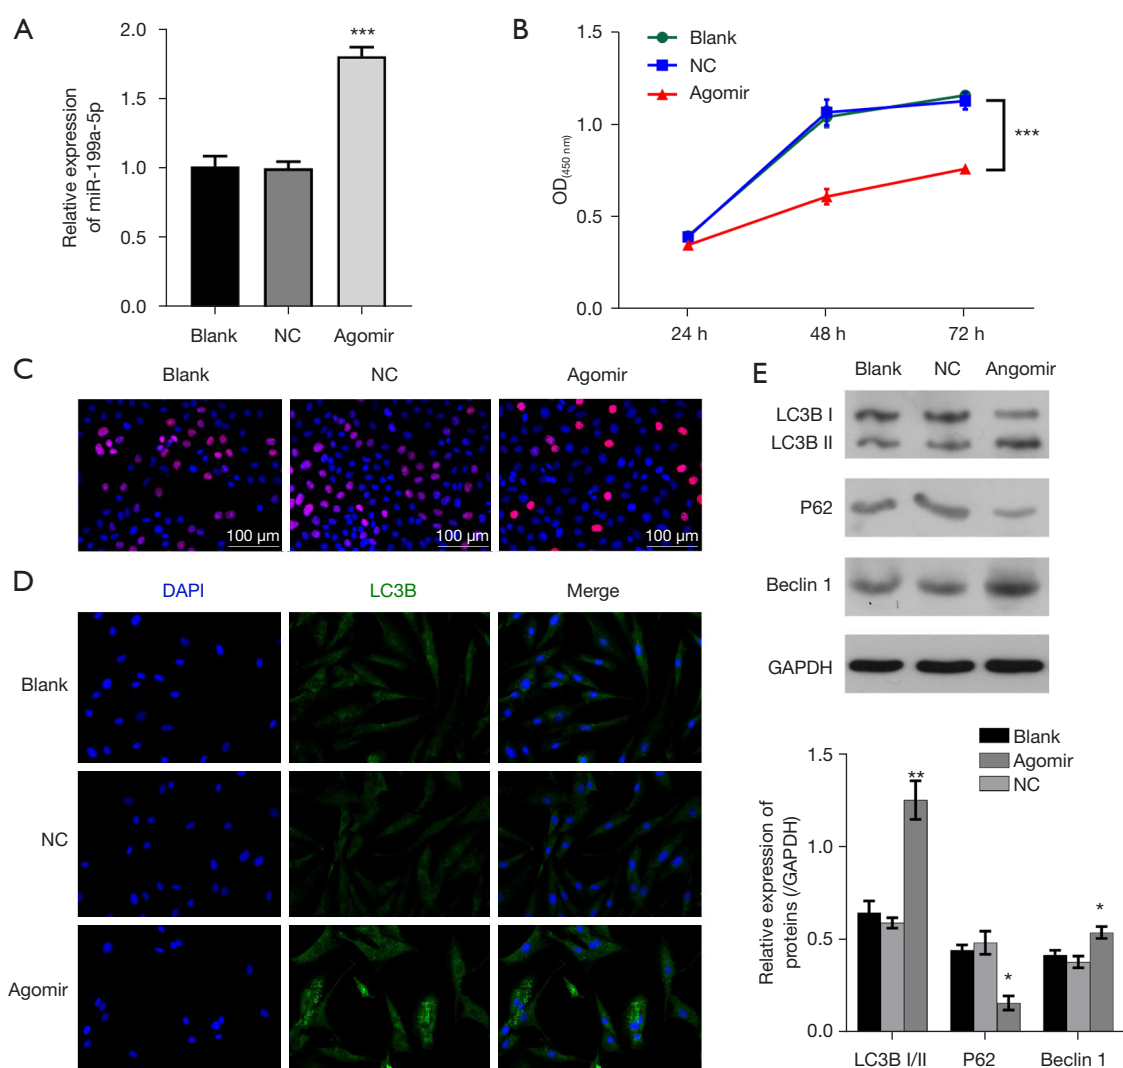 A
2.0
1.5
1.0
0.5
0.0
Relative expression
of miR-199a-5p
***
Blank NC Agomir
B
1.5
1.0
0.5
0.0
OD(450 nm)
Blank
NC
Agomir
***
24 h 48 h 72 h
C
Blank NC Agomir
100 µm 100 µm 100 µm
D
DAPI LC3B Merge
Blank
NC
Agomir
E
Blank NC Angomir
LC3B I
LC3B II
P62
Beclin 1
GAPDH
Blank
Agomir
NC
1.5
1.0
0.5
0.0
Relative expression of
proteins (/GAPDH)
**
*
*
LC3B I/II P62 Beclin 1